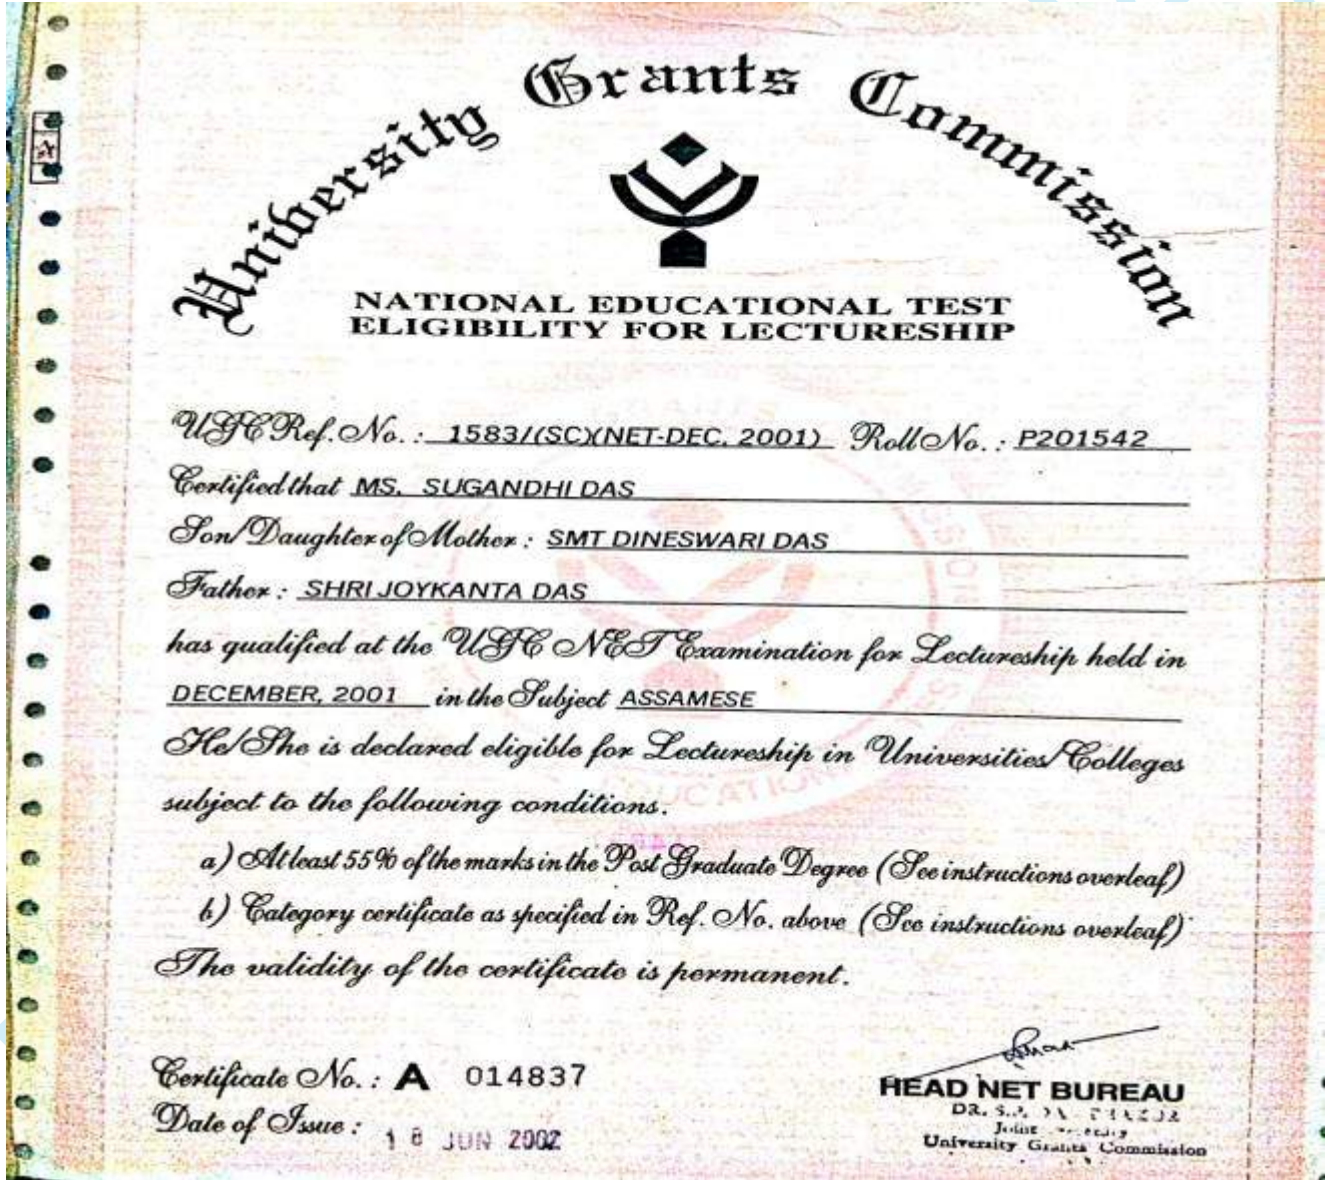 University Grants Commission
NATIONAL EDUCATIONAL TEST
ELIGIBILITY FOR LECTURESHIP
UGC Ref. No. : 1583/(SC)(NET-DEC, 2001) Roll No. : P201542
Certified that MS. SUGANDHI DAS
Son/Daughter of Mother : SMT DINESWARI DAS
Father : SHRI JOYKANTA DAS
has qualified at the UGC NET Examination for Lectureship held in
DECEMBER, 2001 in the Subject ASSAMESE
He/She is declared eligible for Lectureship in Universities/Colleges
subject to the following conditions.
a) At least 55% of the marks in the Post Graduate Degree (See instructions overleaf)
b) Category certificate as specified in Ref. No. above (See instructions overleaf)
The validity of the certificate is permanent.
Certificate No. : A 014837
Date of Issue : 18 JUN 2002
HEAD NET BUREAU
DR.
Joint
University Grants Commission